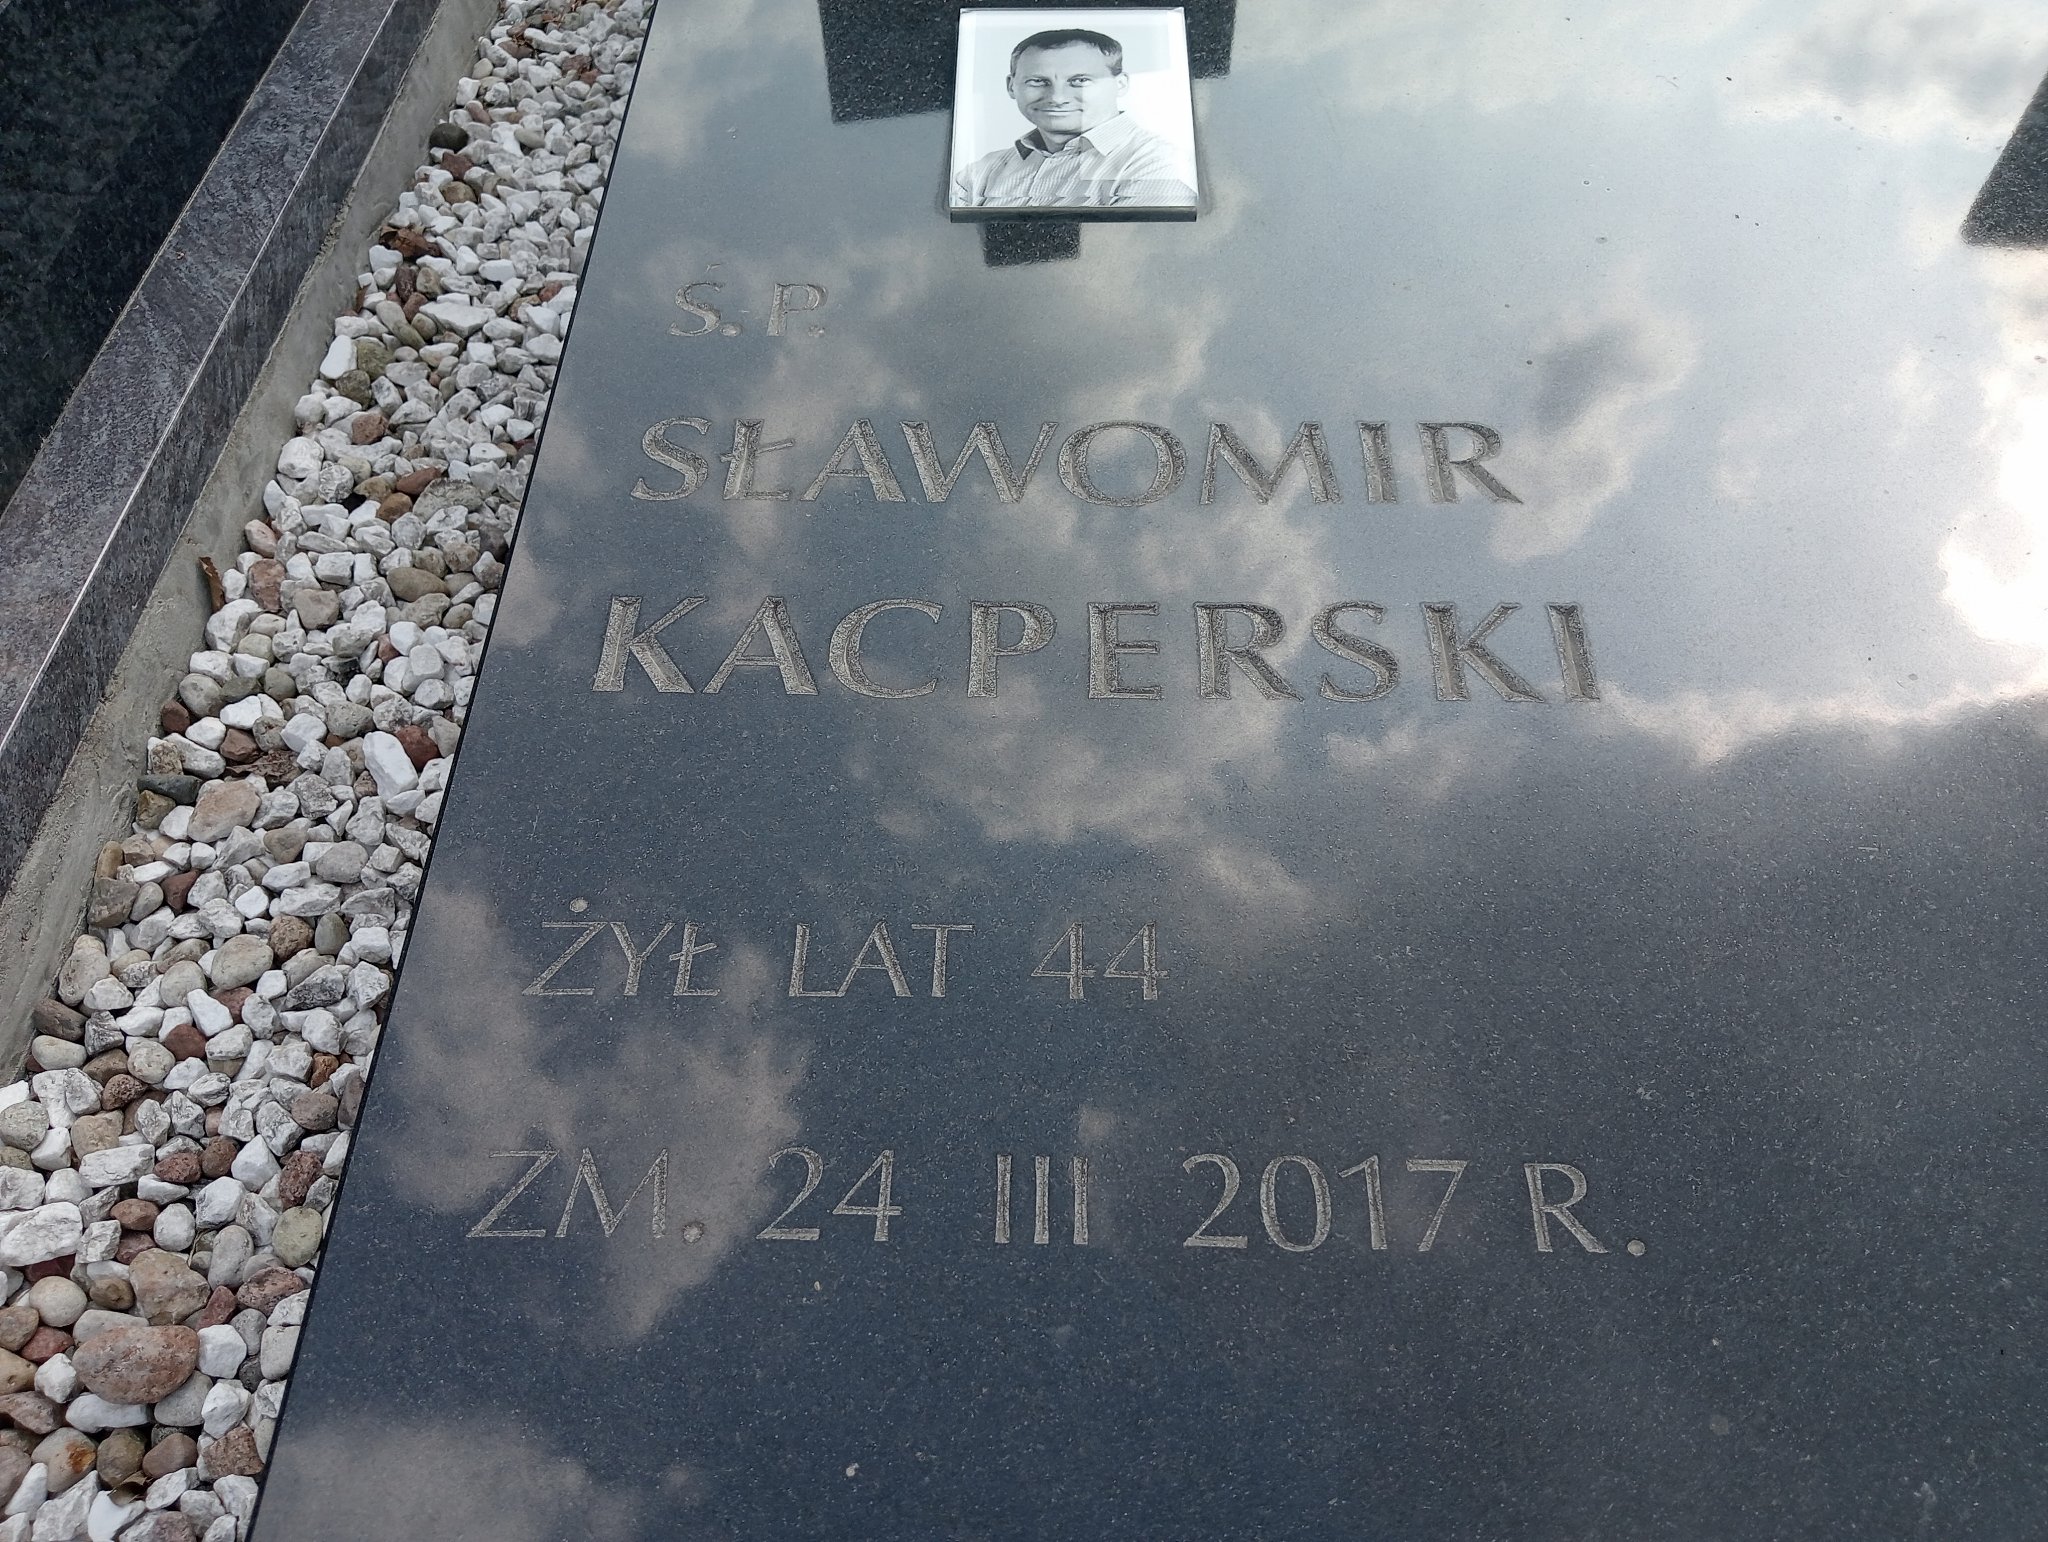 Ś.P.
SŁAWOMIR
KACPERSKI
ŻYŁ LAT 44
ZM. 24 III 2017 R.